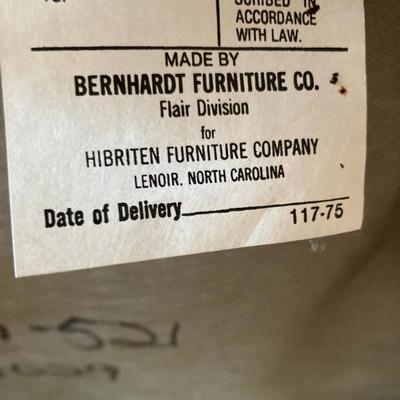 ACCORDANCE
WITH LAW.
MADE BY
BERNHARDT FURNITURE CO.
Flair Division
for
HIBRITEN FURNITURE COMPANY
LENOIR, NORTH CAROLINA
Date of Delivery 117-75
-521